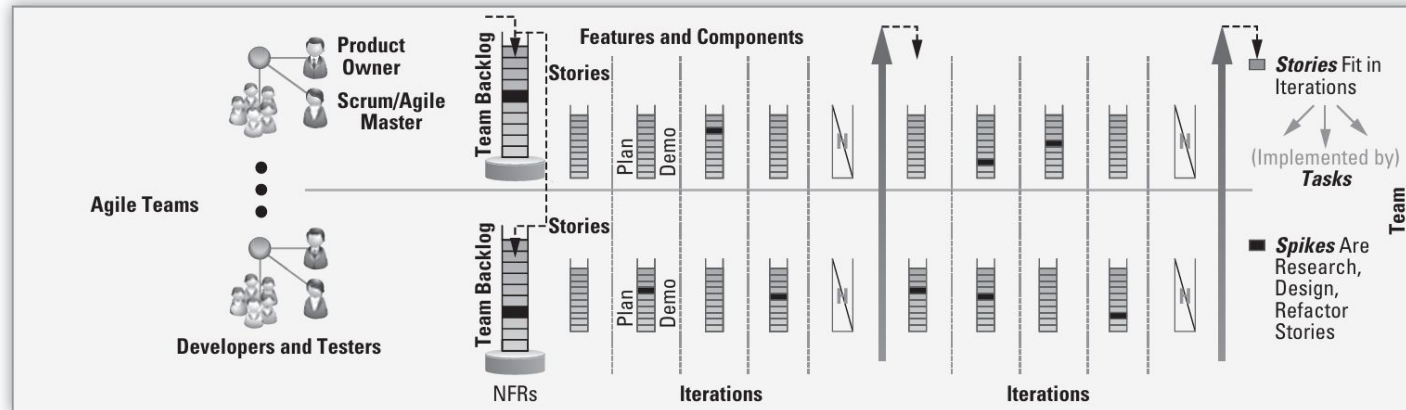 Product
Owner
Scrum/Agile
Master
Agile Teams
Developers and Testers
Team Backlog
Team Backlog
NFRs
Features and Components
Stories
Plan
Demo
H
H
Stories
Plan
Demo
H
H
Iterations
Iterations
Stories Fit in
Iterations
(Implemented by)
Tasks
Spikes Are
Research,
Design,
Refactor
Stories
Team